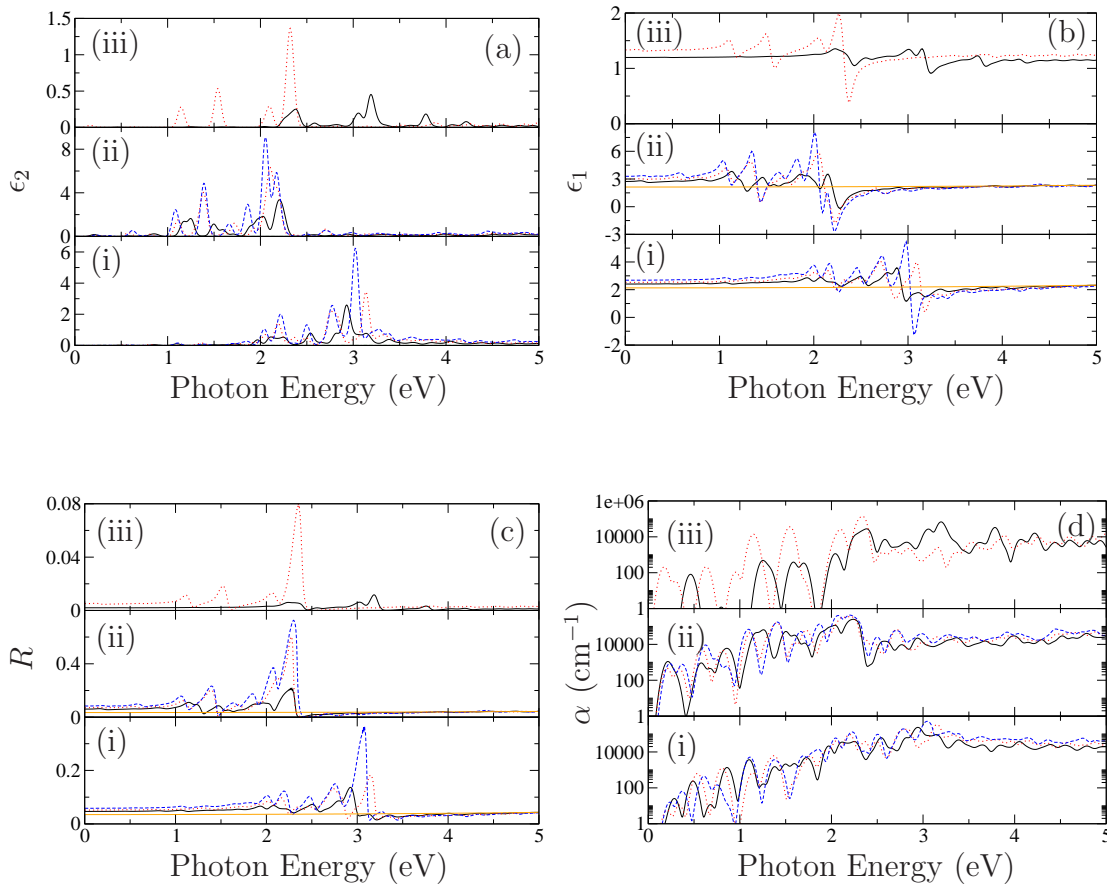 (iii) (a)
1.5
1
0.5
0
(ii)
ϵ2
9
6
3
0
(i)
6
4
2
0
0 1 2 3 4 5
Photon Energy (eV)
(iii) (b)
2
1
0
(ii)
ϵ1
6
3
0
-3
(i)
4
2
0
-2
0 1 2 3 4 5
Photon Energy (eV)
(iii) (c)
0.08
0.04
0
(ii)
R
0.4
0
(i)
0.2
0
0 1 2 3 4 5
Photon Energy (eV)
(iii) (d)
1e+06
10000
100
1
(ii)
α (cm⁻¹)
10000
100
1
(i)
10000
100
1
0 1 2 3 4 5
Photon Energy (eV)